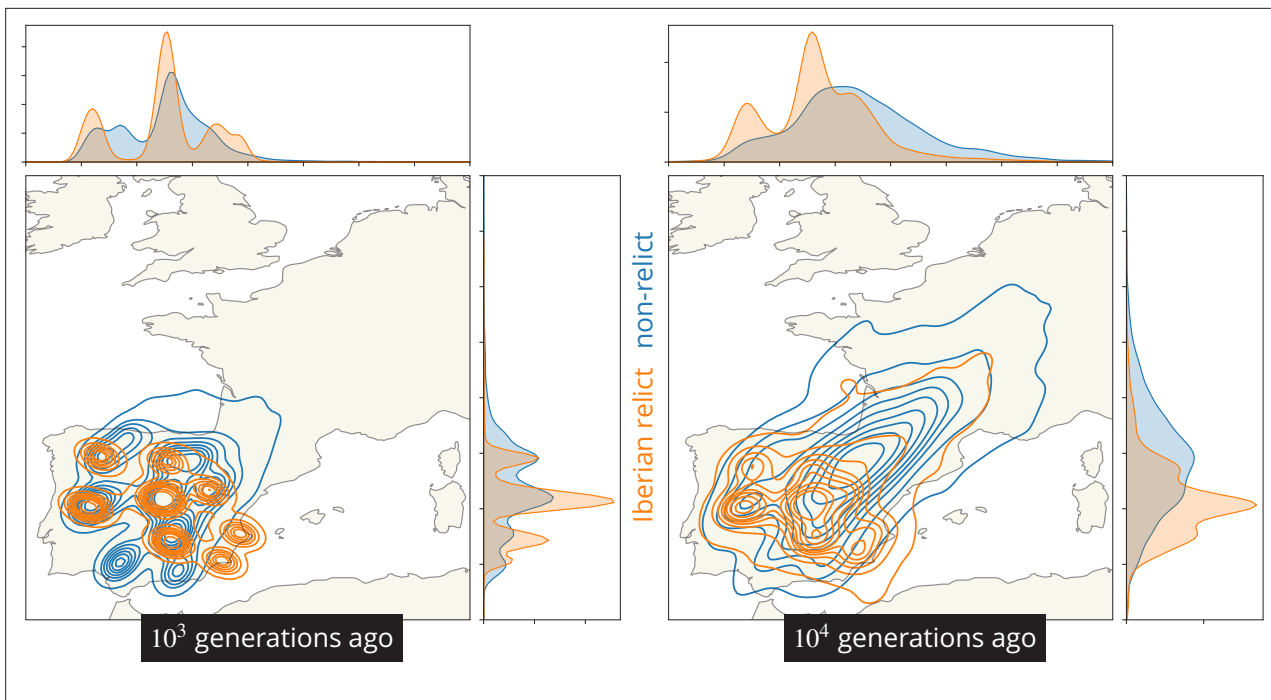 Iberian relict non-relict
10³ generations ago
10⁴ generations ago